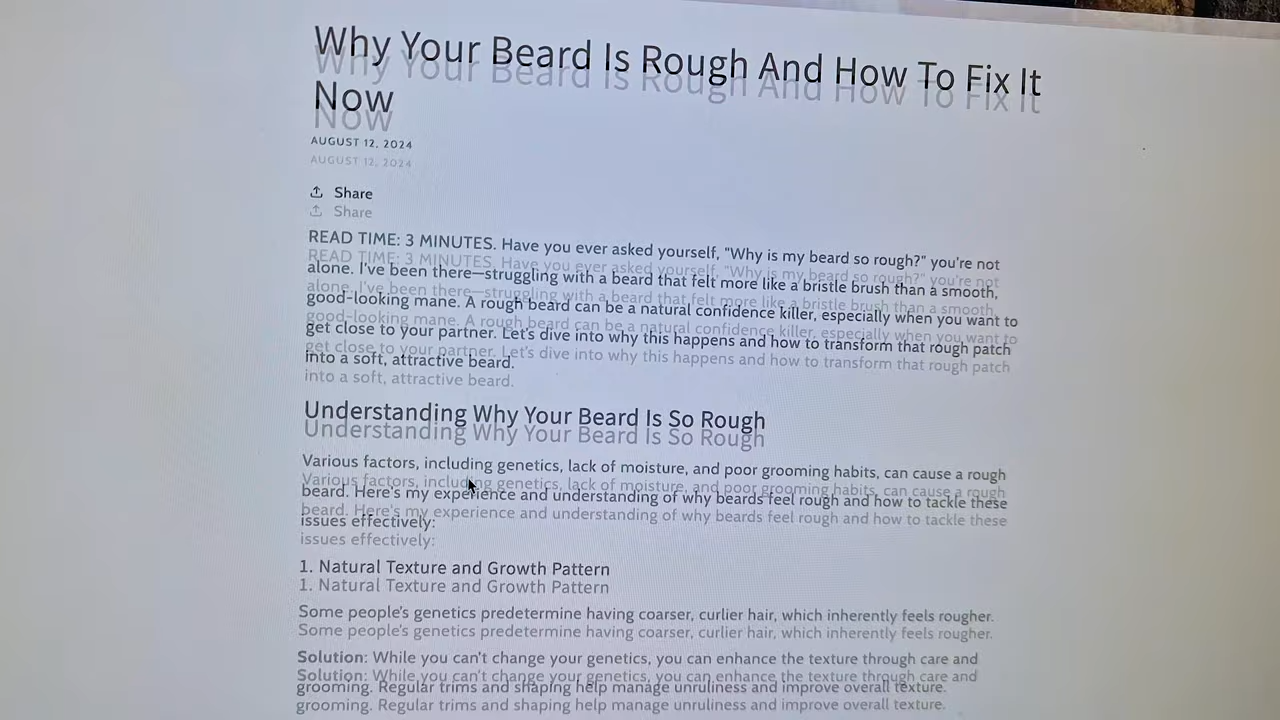 Why Your Beard Is Rough And How To Fix It
Now
AUGUST 12, 2024
Share
READ TIME: 3 MINUTES. Have you ever asked yourself, "Why is my beard so rough?" you're not
alone. I've been there—struggling with a beard that felt more like a bristle brush than a smooth,
good-looking mane. A rough beard can be a natural confidence killer, especially when you want to
get close to your partner. Let's dive into why this happens and how to transform that rough patch
into a soft, attractive beard.
Understanding Why Your Beard Is So Rough
Various factors, including genetics, lack of moisture, and poor grooming habits, can cause a rough
beard. Here's my experience and understanding of why beards feel rough and how to tackle these
issues effectively:
1. Natural Texture and Growth Pattern
Some people's genetics predetermine having coarser, curlier hair, which inherently feels rougher.
Solution: While you can't change your genetics, you can enhance the texture through care and
grooming. Regular trims and shaping help manage unruliness and improve overall texture.